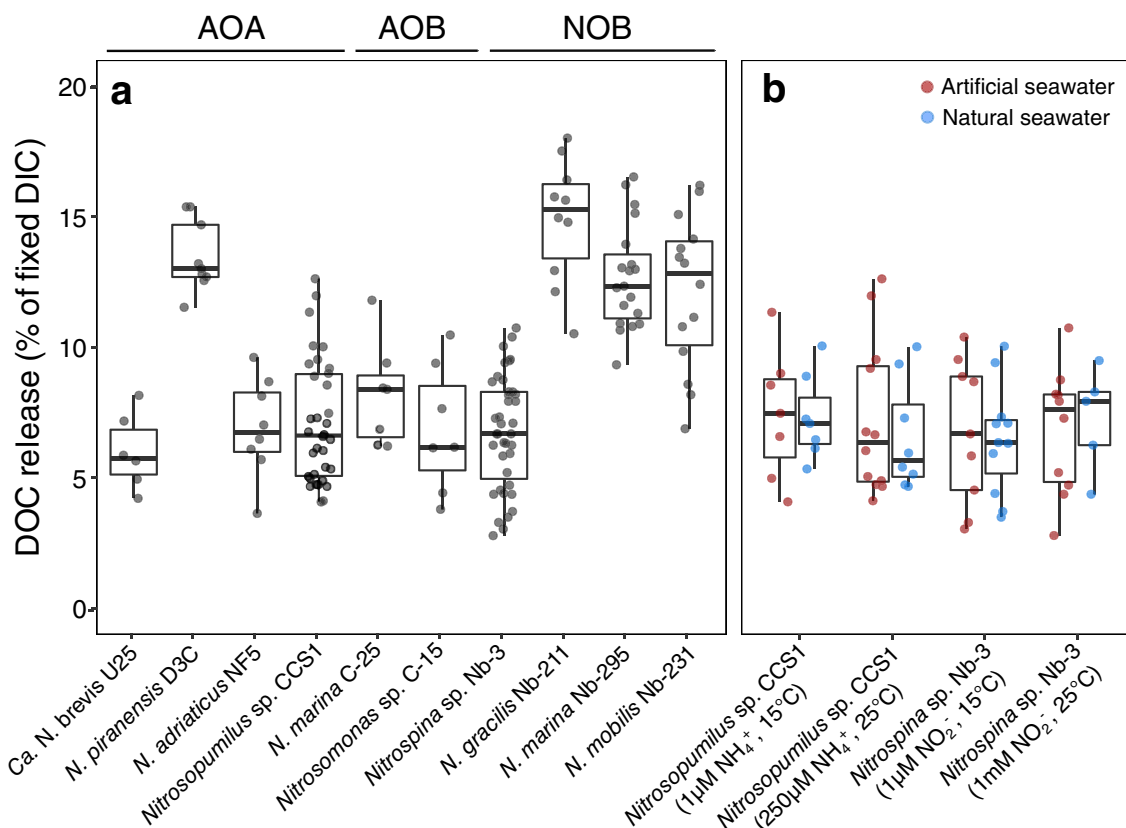 AOA AOB NOB
a
b
Artificial seawater
Natural seawater
DOC release (% of fixed DIC)
20
15
10
5
0
Ca. N. brevis U25
N. piranensis D3C
N. adriaticus NF5
Nitrosopumilus sp. CCS1
N. marina C-25
Nitrosomonas sp. C-15
Nitrospina sp. Nb-3
N. gracilis Nb-211
N. marina Nb-295
N. mobilis Nb-231
Nitrosopumilus sp. CCS1
(1µM NH₄⁺, 15°C)
Nitrosopumilus sp. CCS1
(250µM NH₄⁺, 25°C)
Nitrospina sp. Nb-3
(1µM NO₂⁻, 15°C)
Nitrospina sp. Nb-3
(1mM NO₂⁻, 25°C)